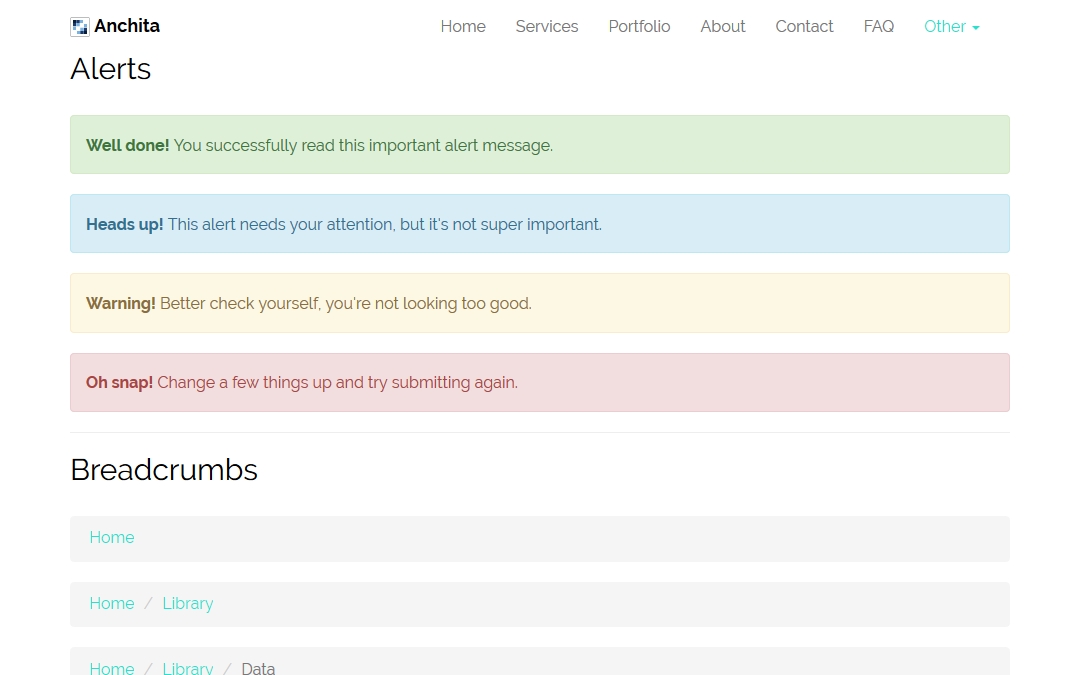 Anchita
Home Services Portfolio About Contact FAQ Other
Alerts
Well done! You successfully read this important alert message.
Heads up! This alert needs your attention, but it's not super important.
Warning! Better check yourself, you're not looking too good.
Oh snap! Change a few things up and try submitting again.
Breadcrumbs
Home
Home / Library
Home / Library / Data